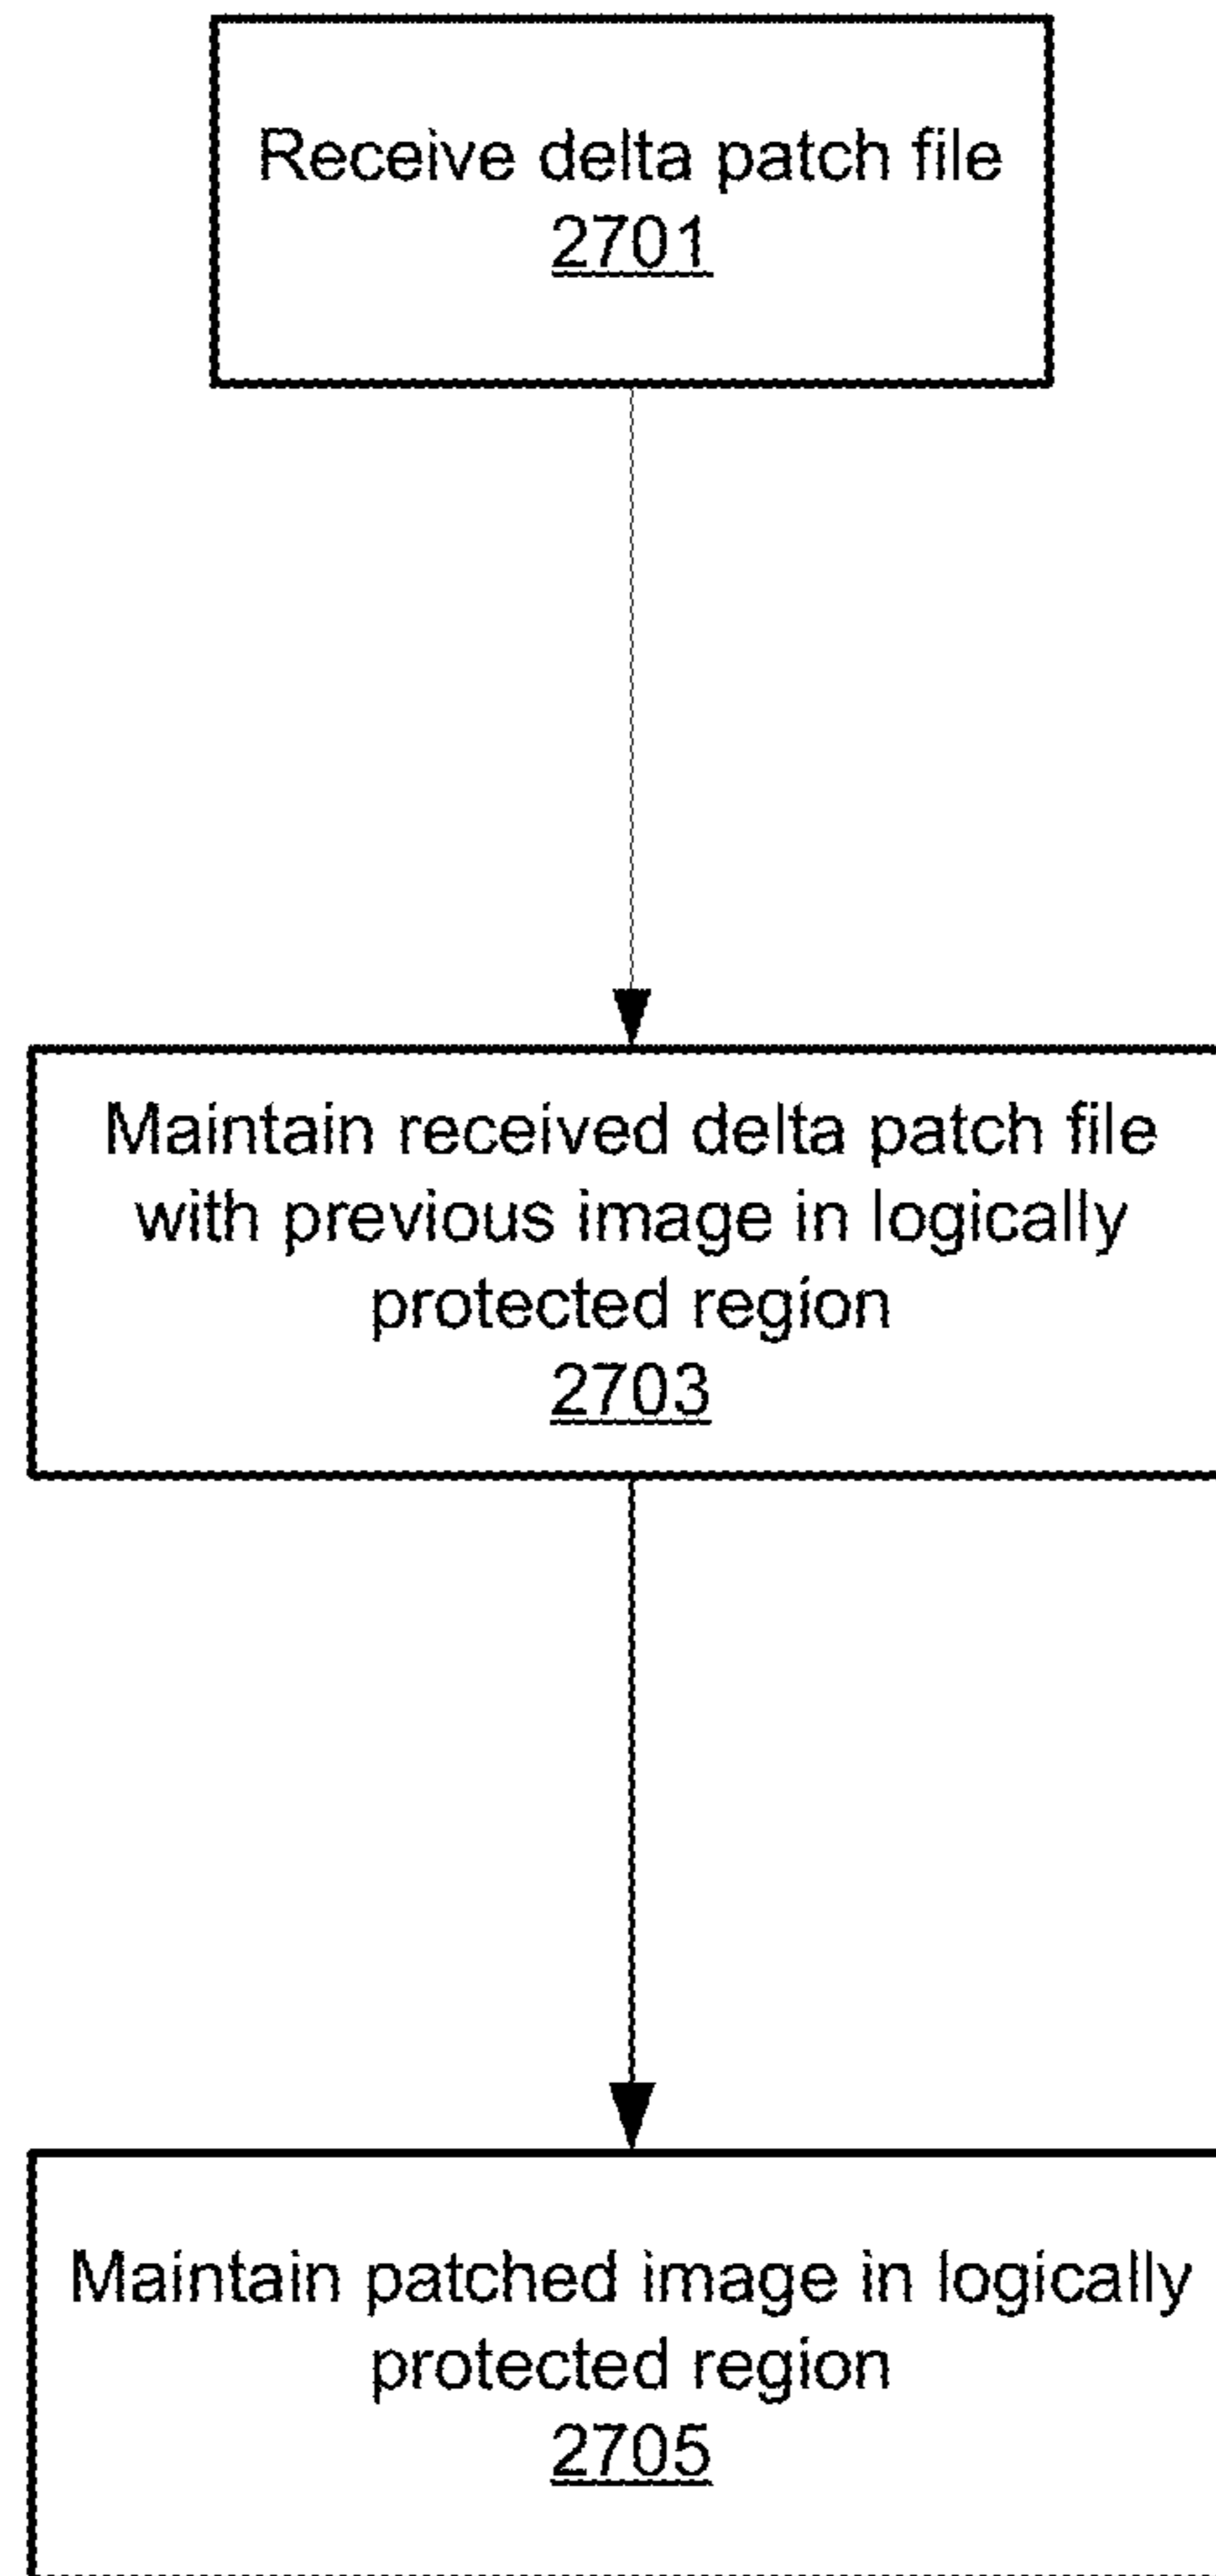 Receive delta patch file
2701
Maintain received delta patch file
with previous image in logically
protected region
2703
Maintain patched image in logically
protected region
2705